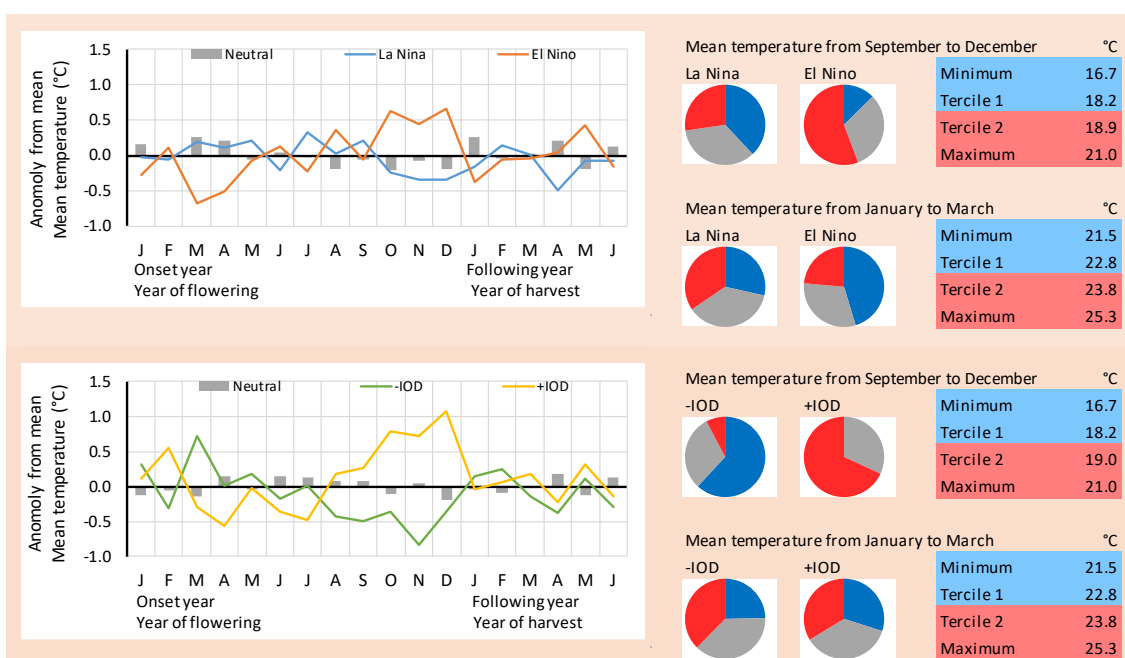 1.5
1.0
0.5
0.0
-0.5
-1.0
Anomoly from mean
Mean temperature (°C)
Neutral
La Nina
El Nino
J F M A M J J A S O N D J F M A M J
Onset year
Following year
Year of flowering
Year of harvest
Mean temperature from September to December °C
La Nina El Nino
Minimum 16.7
Tercile 1 18.2
Tercile 2 18.9
Maximum 21.0
Mean temperature from January to March °C
La Nina El Nino
Minimum 21.5
Tercile 1 22.8
Tercile 2 23.8
Maximum 25.3
1.5
1.0
0.5
0.0
-0.5
-1.0
Anomoly from mean
Mean temperature (°C)
Neutral
-IOD
+IOD
J F M A M J J A S O N D J F M A M J
Onset year
Following year
Year of flowering
Year of harvest
Mean temperature from September to December °C
-IOD +IOD
Minimum 16.7
Tercile 1 18.2
Tercile 2 19.0
Maximum 21.0
Mean temperature from January to March °C
-IOD +IOD
Minimum 21.5
Tercile 1 22.8
Tercile 2 23.8
Maximum 25.3